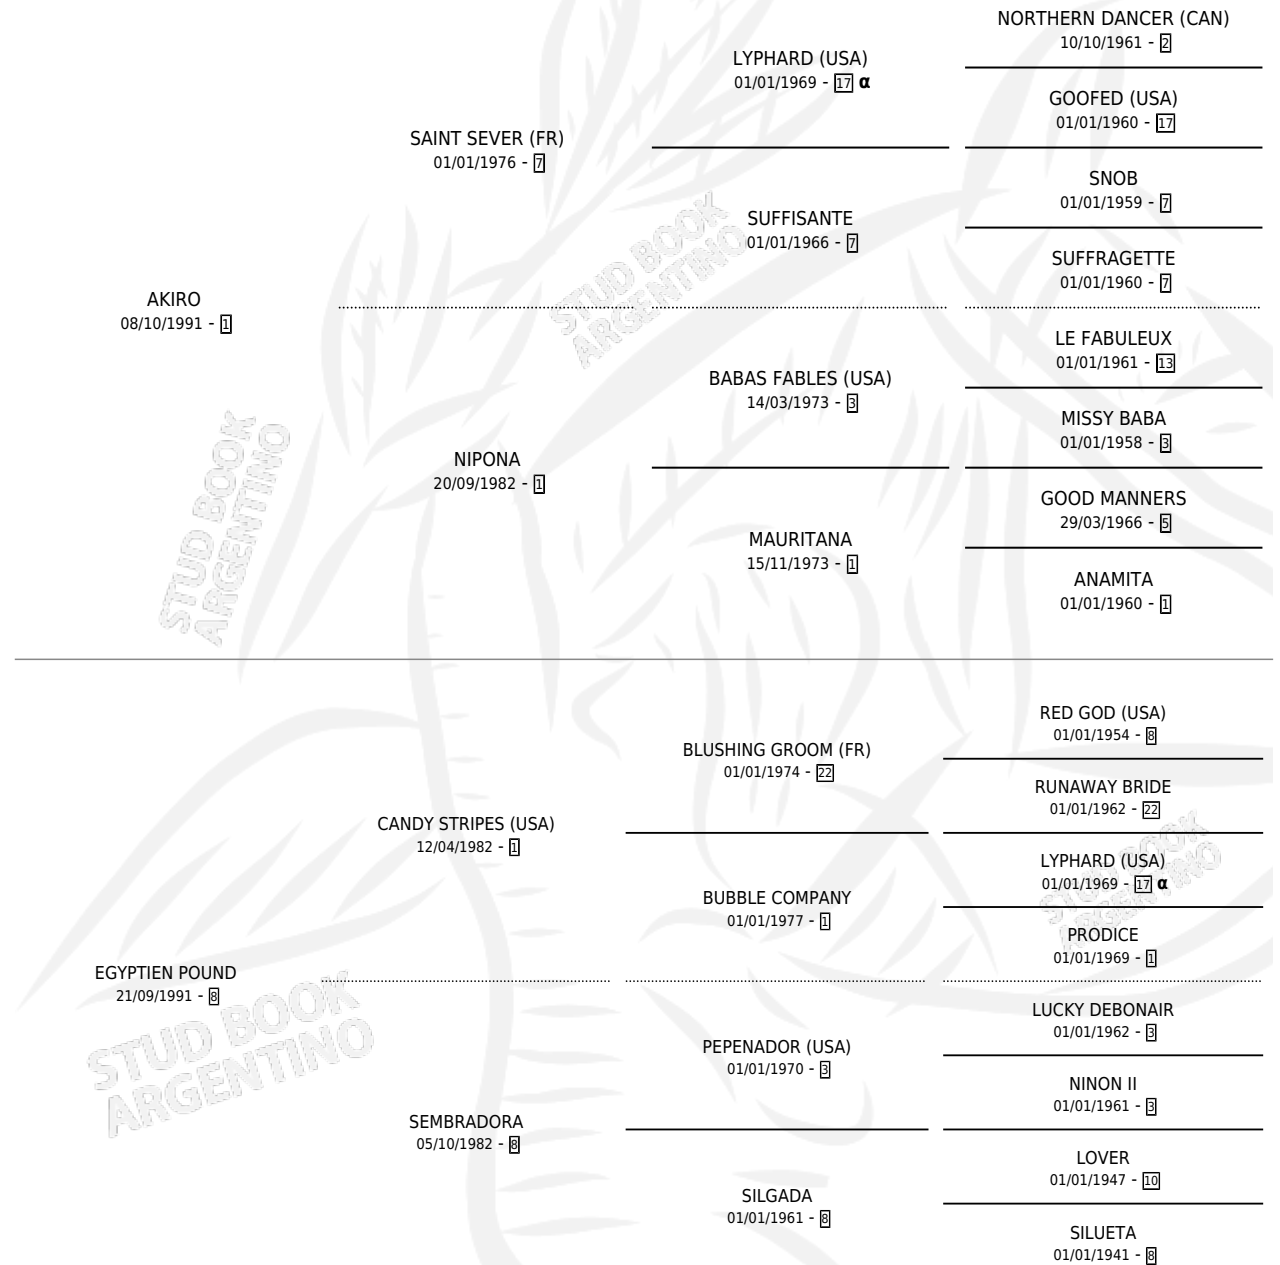 NORTHERN DANCER (CAN)
10/10/1961 - 2
LYPHARD (USA)
01/01/1969 - 17 α
GOOFED (USA)
01/01/1960 - 17
SAINT SEVER (FR)
01/01/1976 - 7
SNOB
01/01/1959 - 7
SUFFISANTE
01/01/1966 - 7
SUFFRAGETTE
01/01/1960 - 7
AKIRO
08/10/1991 - 1
LE FABULEUX
01/01/1961 - 13
BABAS FABLES (USA)
14/03/1973 - 3
MISSY BABA
01/01/1958 - 3
NIPONA
20/09/1982 - 1
GOOD MANNERS
29/03/1966 - 5
MAURITANA
15/11/1973 - 1
ANAMITA
01/01/1960 - 1
RED GOD (USA)
01/01/1954 - 8
BLUSHING GROOM (FR)
01/01/1974 - 22
RUNAWAY BRIDE
01/01/1962 - 22
CANDY STRIPES (USA)
12/04/1982 - 1
LYPHARD (USA)
01/01/1969 - 17 α
BUBBLE COMPANY
01/01/1977 - 1
PRODICE
01/01/1969 - 1
EGYPTIEN POUND
21/09/1991 - 8
LUCKY DEBONAIR
01/01/1962 - 3
PEPENADOR (USA)
01/01/1970 - 3
NINON II
01/01/1961 - 3
SEMBRADORA
05/10/1982 - 8
LOVER
01/01/1947 - 10
SILGADA
01/01/1961 - 8
SILUETA
01/01/1941 - 8
STUD BOOK
ARGENTINO
STUD BOOK
ARGENTINO
STUD BOOK
ARGENTINO
STUD BOOK
ARGENTINO